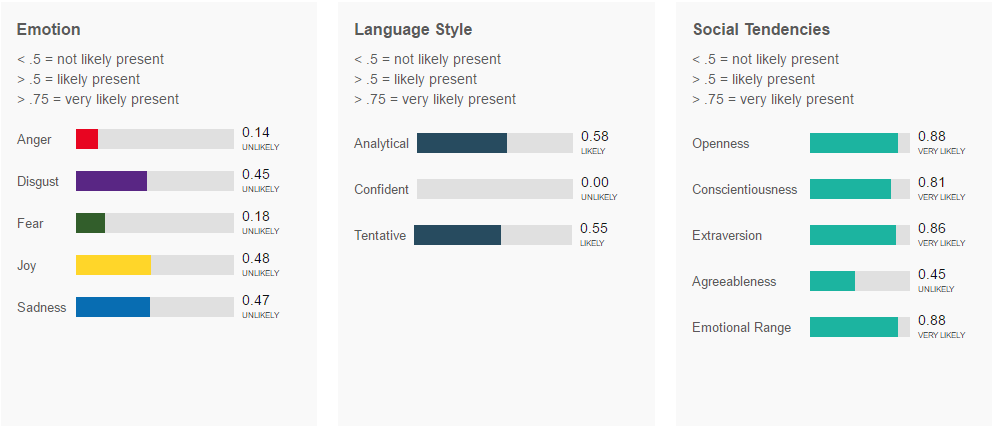 Emotion
< .5 = not likely present
> .5 = likely present
> .75 = very likely present
Anger
0.14
UNLIKELY
Disgust
0.45
UNLIKELY
Fear
0.18
UNLIKELY
Joy
0.48
UNLIKELY
Sadness
0.47
UNLIKELY
Language Style
< .5 = not likely present
> .5 = likely present
> .75 = very likely present
Analytical
0.58
LIKELY
Confident
0.00
UNLIKELY
Tentative
0.55
LIKELY
Social Tendencies
< .5 = not likely present
> .5 = likely present
> .75 = very likely present
Openness
0.88
VERY LIKELY
Conscientiousness
0.81
VERY LIKELY
Extraversion
0.86
VERY LIKELY
Agreeableness
0.45
UNLIKELY
Emotional Range
0.88
VERY LIKELY